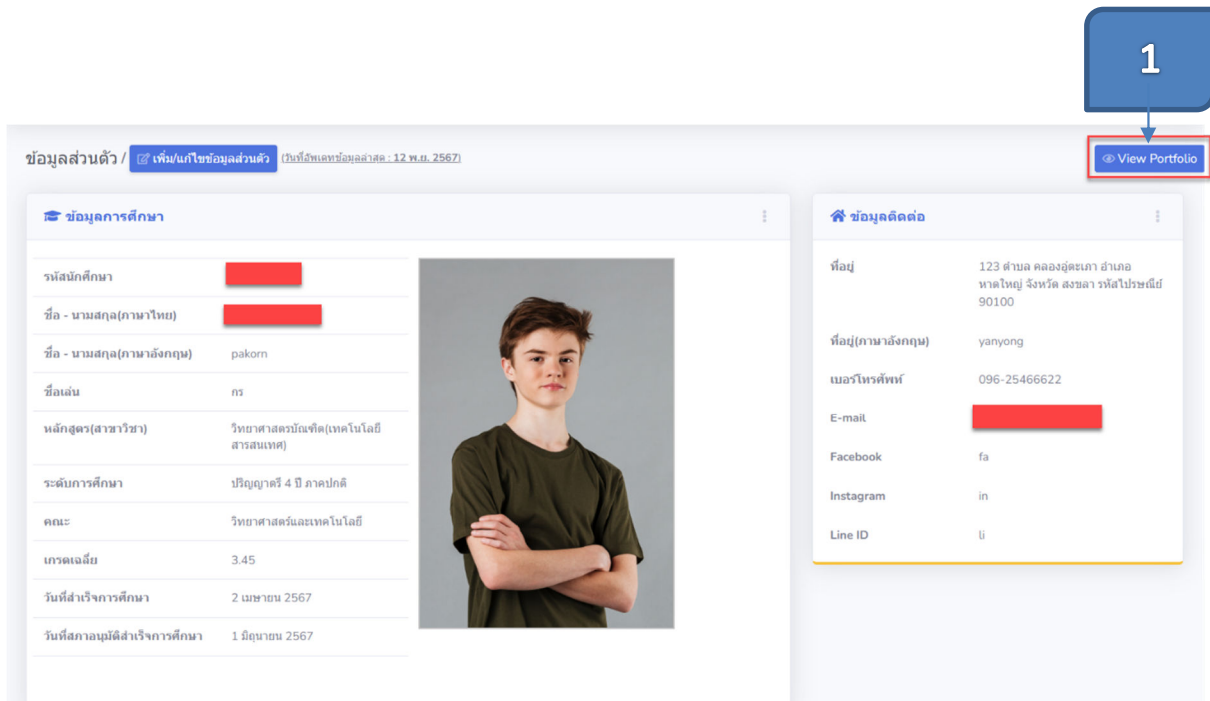 1
ข้อมูลส่วนตัว / เพิ่ม/แก้ไขข้อมูลส่วนตัว (วันที่อัพเดทข้อมูลล่าสุด : 12 พ.ย. 2567)
View Portfolio
ข้อมูลการศึกษา
รหัสนักศึกษา
ชื่อ - นามสกุล(ภาษาไทย)
ชื่อ - นามสกุล(ภาษาอังกฤษ) pakorn
ชื่อเล่น กร
หลักสูตร(สาขาวิชา) วิทยาศาสตรบัณฑิต(เทคโนโลยี
สารสนเทศ)
ระดับการศึกษา ปริญญาตรี 4 ปี ภาคปกติ
คณะ วิทยาศาสตร์และเทคโนโลยี
เกรดเฉลี่ย 3.45
วันที่สำเร็จการศึกษา 2 เมษายน 2567
วันที่สภาอนุมัติสำเร็จการศึกษา 1 มิถุนายน 2567
ข้อมูลติดต่อ
ที่อยู่ 123 ตำบล คลองอู่ตะเภา อำเภอ
หาดใหญ่ จังหวัด สงขลา รหัสไปรษณีย์
90100
ที่อยู่(ภาษาอังกฤษ) yanyong
เบอร์โทรศัพท์ 096-25466622
E-mail
Facebook fa
Instagram in
Line ID li